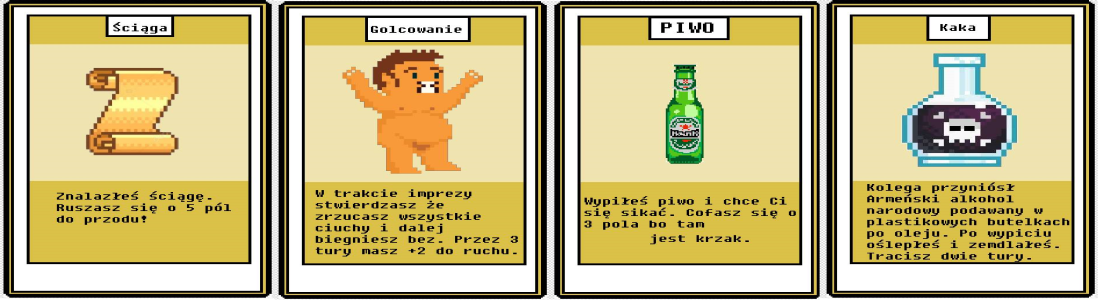 Ściąga
Znalazłeś ściągę.
Ruszasz się o 5 pól
do przodu!
Golcowanie
W trakcie imprezy
stwierdzasz że
zrzucasz wszystkie
ciuchy i dalej
biegniesz bez. Przez 3
tury masz +2 do ruchu.
PIWO
Wypiłeś piwo i chce Ci
się sikać. Cofasz się o
3 pola bo tam
jest krzak.
Kaka
Kolega przyniósł
Armeński alkohol
narodowy podawany w
plastikowych butelkach
po oleju. Po wypiciu
oślepłeś i zemdlałeś.
Tracisz dwie tury.